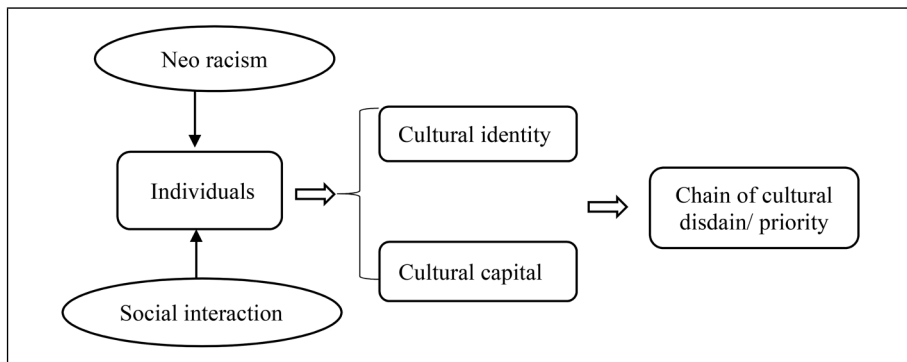 Neo racism
Individuals
Social interaction
Cultural identity
Cultural capital
Chain of cultural
disdain/ priority